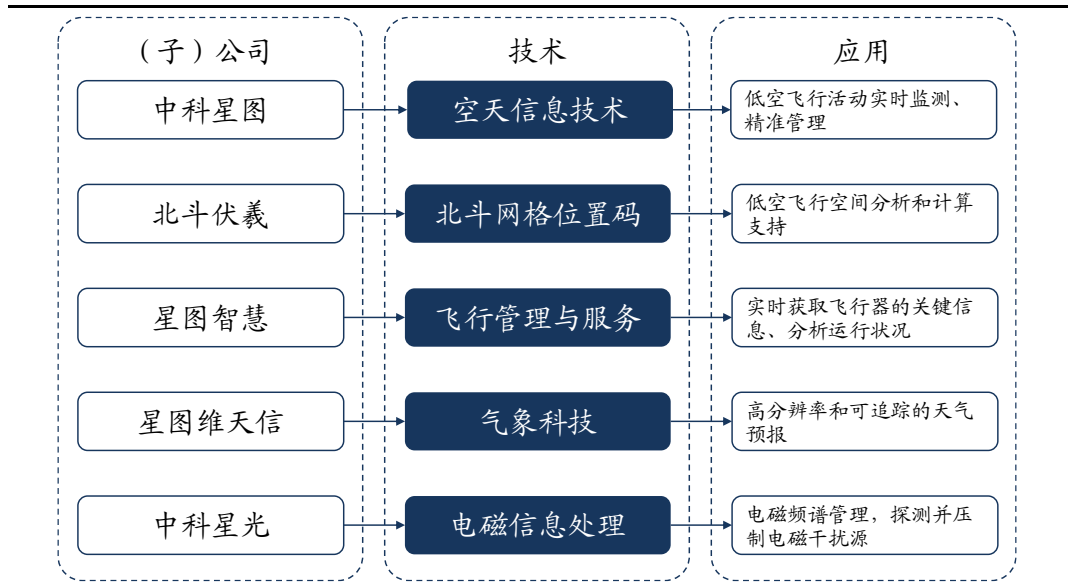 （子）公司
技术
应用
中科星图
空天信息技术
低空飞行活动实时监测、
精准管理
北斗伏羲
北斗网格位置码
低空飞行空间分析和计算
支持
星图智慧
飞行管理与服务
实时获取飞行器的关键信
息、分析运行状况
星图维天信
气象科技
高分辨率和可追踪的天气
预报
中科星光
电磁信息处理
电磁频谱管理，探测并压
制电磁干扰源